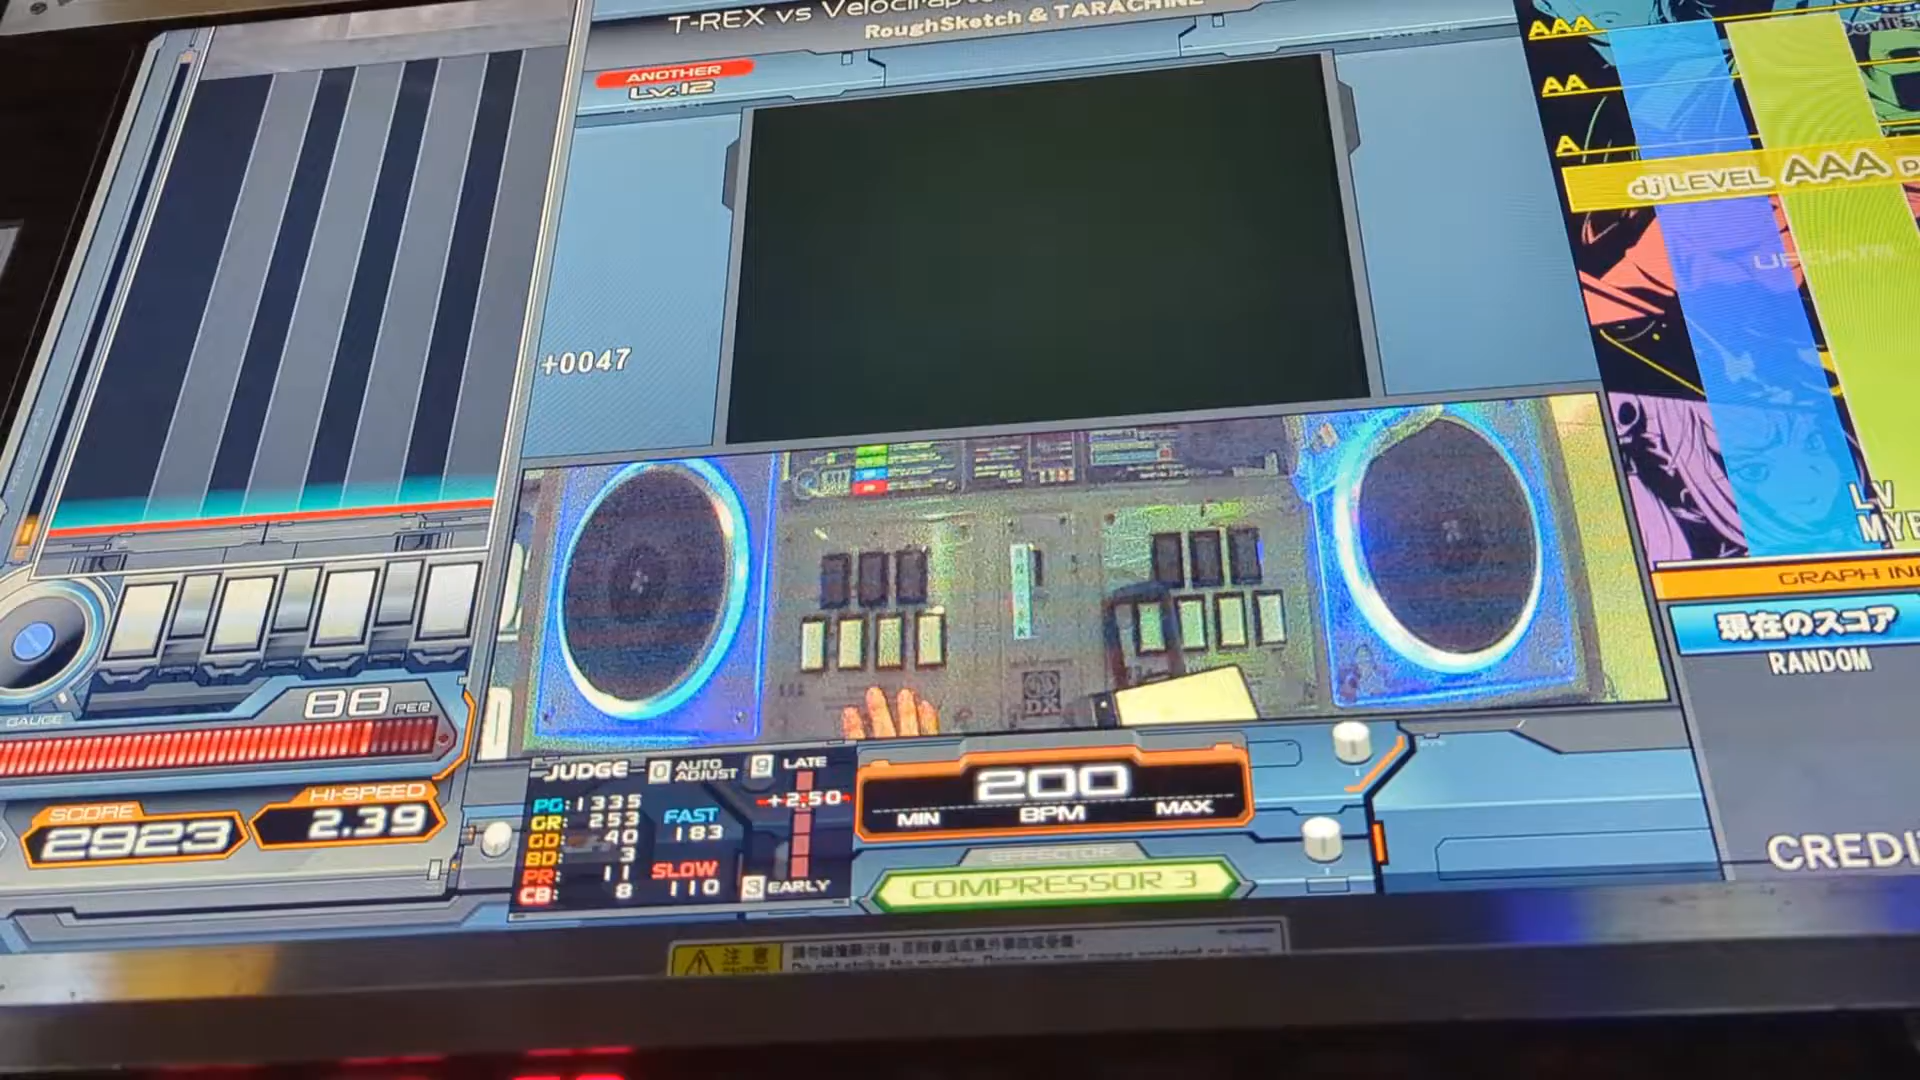 T-REX vs Velociraptor
RoughSketch & TARACHINE
ANOTHER
Lv.12
+0047
AAA
AA
A
dj LEVEL AAA
LV
GRAPH
現在のスコア
RANDOM
CREDI
88 PER
GAUGE
SCORE
2923
HI-SPEED
2.39
JUDGE
0 AUTO ADJUST
9 LATE
PG: 1335
GR: 253
GD: 40
BD: 3
PR: 11
CB: 8
FAST
183
SLOW
110
+2.50
3 EARLY
200
MIN BPM MAX
EFFECTOR
COMPRESSOR 3
DX
注意